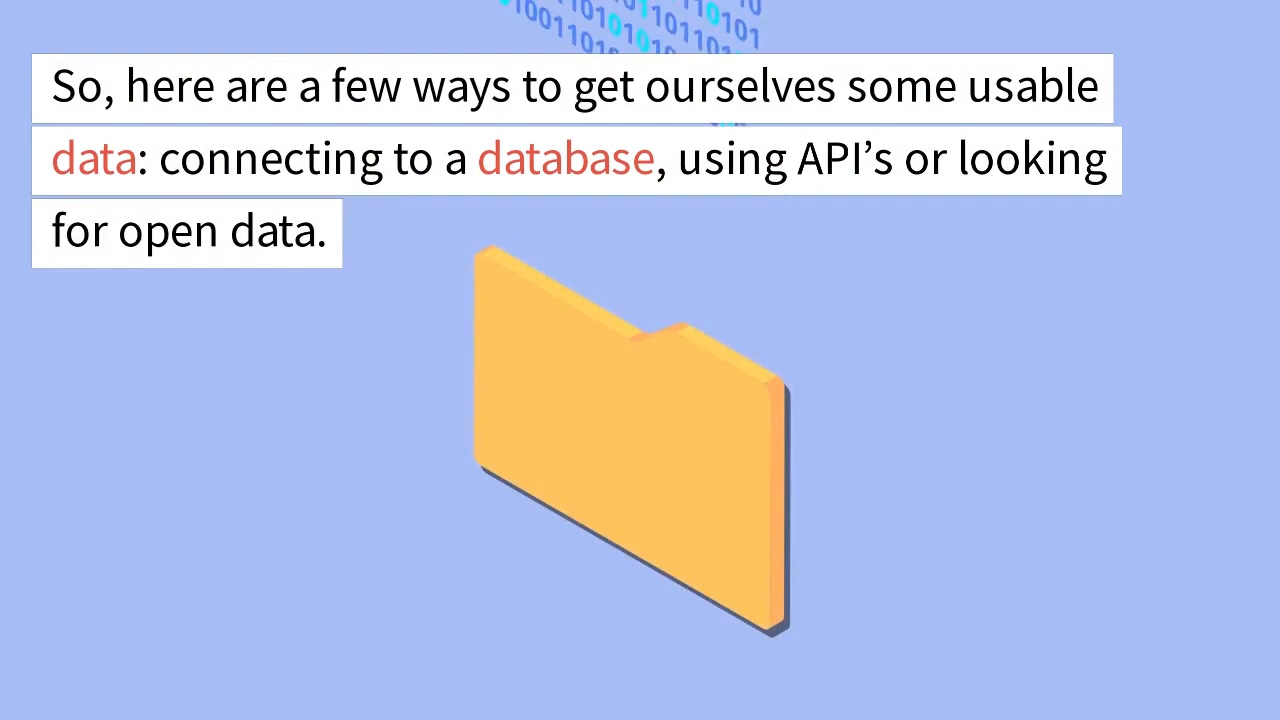 So, here are a few ways to get ourselves some usable
data: connecting to a database, using API’s or looking
for open data.